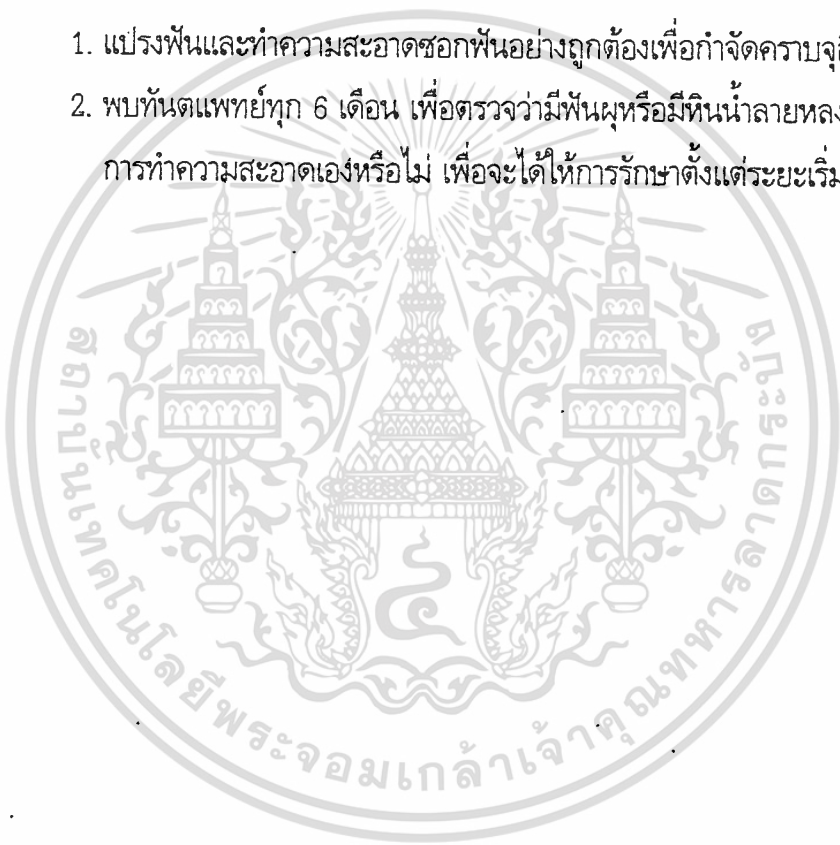 1. แปรงฟันและทำความสะอาดซอกฟันอย่างถูกต้องเพื่อกำจัดคราบ
2. พบทันตแพทย์ทุก 6 เดือน เพื่อตรวจว่ามีฟันผุหรือมีหินน้ำลาย
การทำความสะอาดเองหรือไม่ เพื่อจะได้ให้การรักษาตั้งแต่ระยะ
สถาบันเทคโนโลยีพระจอมเกล้าเจ้าคุณทหารลาดกระบัง